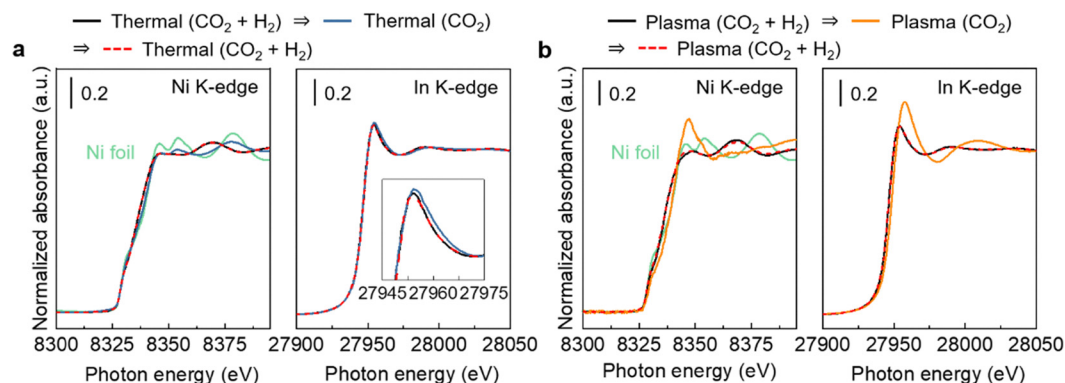 Thermal (CO2 + H2) ⇒ Thermal (CO2)
⇒ Thermal (CO2 + H2)
a
Normalized absorbance (a.u.)
0.2
Ni K-edge
Ni foil
8300 8325 8350 8375
Photon energy (eV)
0.2
In K-edge
27945 27960 27975
27900 27950 28000 28050
Photon energy (eV)
Plasma (CO2 + H2) ⇒ Plasma (CO2)
⇒ Plasma (CO2 + H2)
b
Normalized absorbance (a.u.)
0.2
Ni K-edge
Ni foil
8300 8325 8350 8375
Photon energy (eV)
0.2
In K-edge
27900 27950 28000 28050
Photon energy (eV)